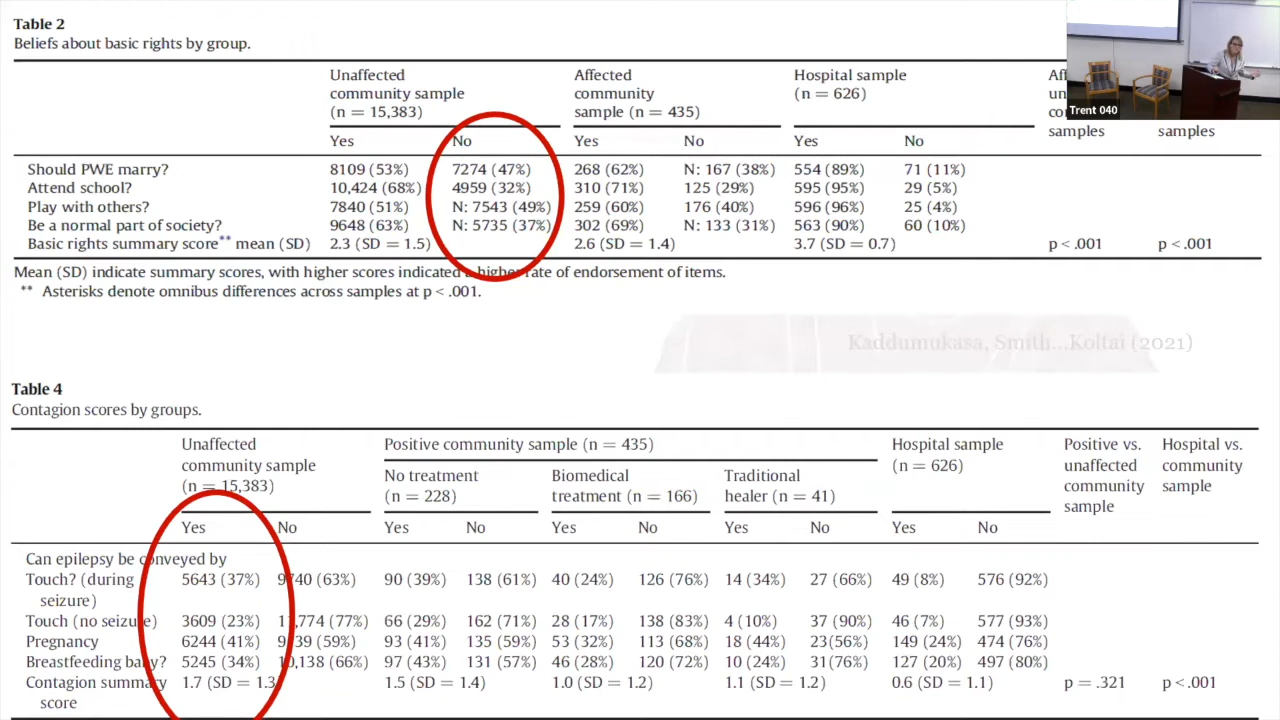 Table 2
Beliefs about basic rights by group.
Unaffected community sample (n = 15,383) Affected community sample (n = 435) Hospital sample (n = 626)
samples samples
Yes No Yes No Yes No
Should PWE marry? 8109 (53%) 7274 (47%) 268 (62%) N: 167 (38%) 554 (89%) 71 (11%)
Attend school? 10,424 (68%) 4959 (32%) 310 (71%) 125 (29%) 595 (95%) 29 (5%)
Play with others? 7840 (51%) N: 7543 (49%) 259 (60%) 176 (40%) 596 (96%) 25 (4%)
Be a normal part of society? 9648 (63%) N: 5735 (37%) 302 (69%) N: 133 (31%) 563 (90%) 60 (10%)
Basic rights summary score** mean (SD) 2.3 (SD = 1.5) 2.6 (SD = 1.4) 3.7 (SD = 0.7) p < .001 p < .001
Mean (SD) indicate summary scores, with higher scores indicated a higher rate of endorsement of items.
** Asterisks denote omnibus differences across samples at p < .001.
Trent 040
Kaddumukasa, Smith...Koltai (2021)
Table 4
Contagion scores by groups.
Unaffected community sample (n = 15,383) Positive community sample (n = 435) Hospital sample (n = 626) Positive vs. unaffected community sample Hospital vs. community sample
No treatment (n = 228) Biomedical treatment (n = 166) Traditional healer (n = 41)
Yes No Yes No Yes No Yes No Yes No
Can epilepsy be conveyed by
Touch? (during seizure) 5643 (37%) 9740 (63%) 90 (39%) 138 (61%) 40 (24%) 126 (76%) 14 (34%) 27 (66%) 49 (8%) 576 (92%)
Touch (no seizure) 3609 (23%) 11,774 (77%) 66 (29%) 162 (71%) 28 (17%) 138 (83%) 4 (10%) 37 (90%) 46 (7%) 577 (93%)
Pregnancy 6244 (41%) 9139 (59%) 93 (41%) 135 (59%) 53 (32%) 113 (68%) 18 (44%) 23(56%) 149 (24%) 474 (76%)
Breastfeeding baby? 5245 (34%) 10,138 (66%) 97 (43%) 131 (57%) 46 (28%) 120 (72%) 10 (24%) 31(76%) 127 (20%) 497 (80%)
Contagion summary score 1.7 (SD = 1.3 1.5 (SD = 1.4) 1.0 (SD = 1.2) 1.1 (SD = 1.2) 0.6 (SD = 1.1) p = .321 p < .001